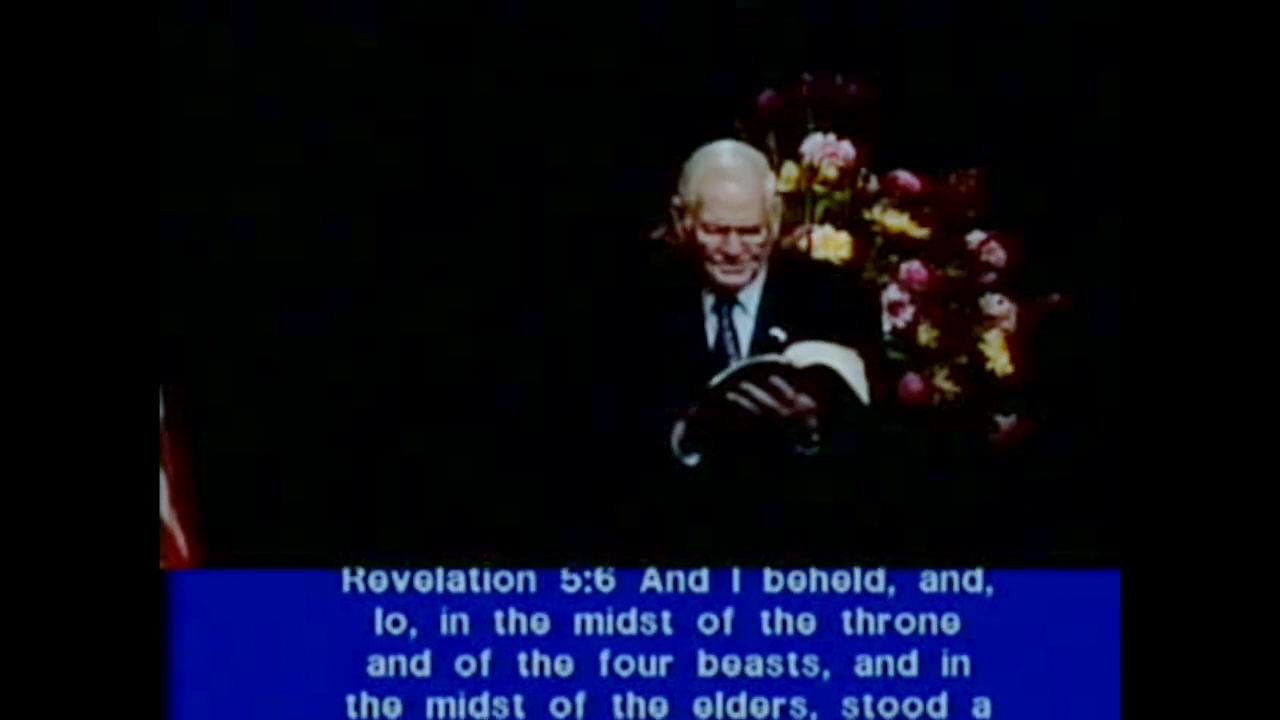 Revelation 5:6 And I beheld, and,
lo, in the midst of the throne
and of the four beasts, and in
the midst of the elders, stood a